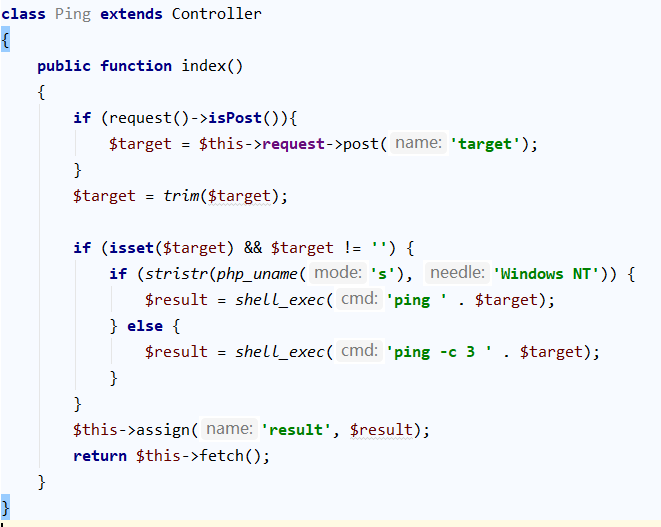 class Ping extends Controller
{
    public function index()
    {
        if (request()->isPost()){
            $target = $this->request->post( name: 'target');
        }
        $target = trim($target);

        if (isset($target) && $target != '') {
            if (stristr(php_uname( mode: 's'), needle: 'Windows NT')) {
                $result = shell_exec( cmd: 'ping ' . $target);
            } else {
                $result = shell_exec( cmd: 'ping -c 3 ' . $target);
            }
        }
        $this->assign( name: 'result', $result);
        return $this->fetch();
    }
}